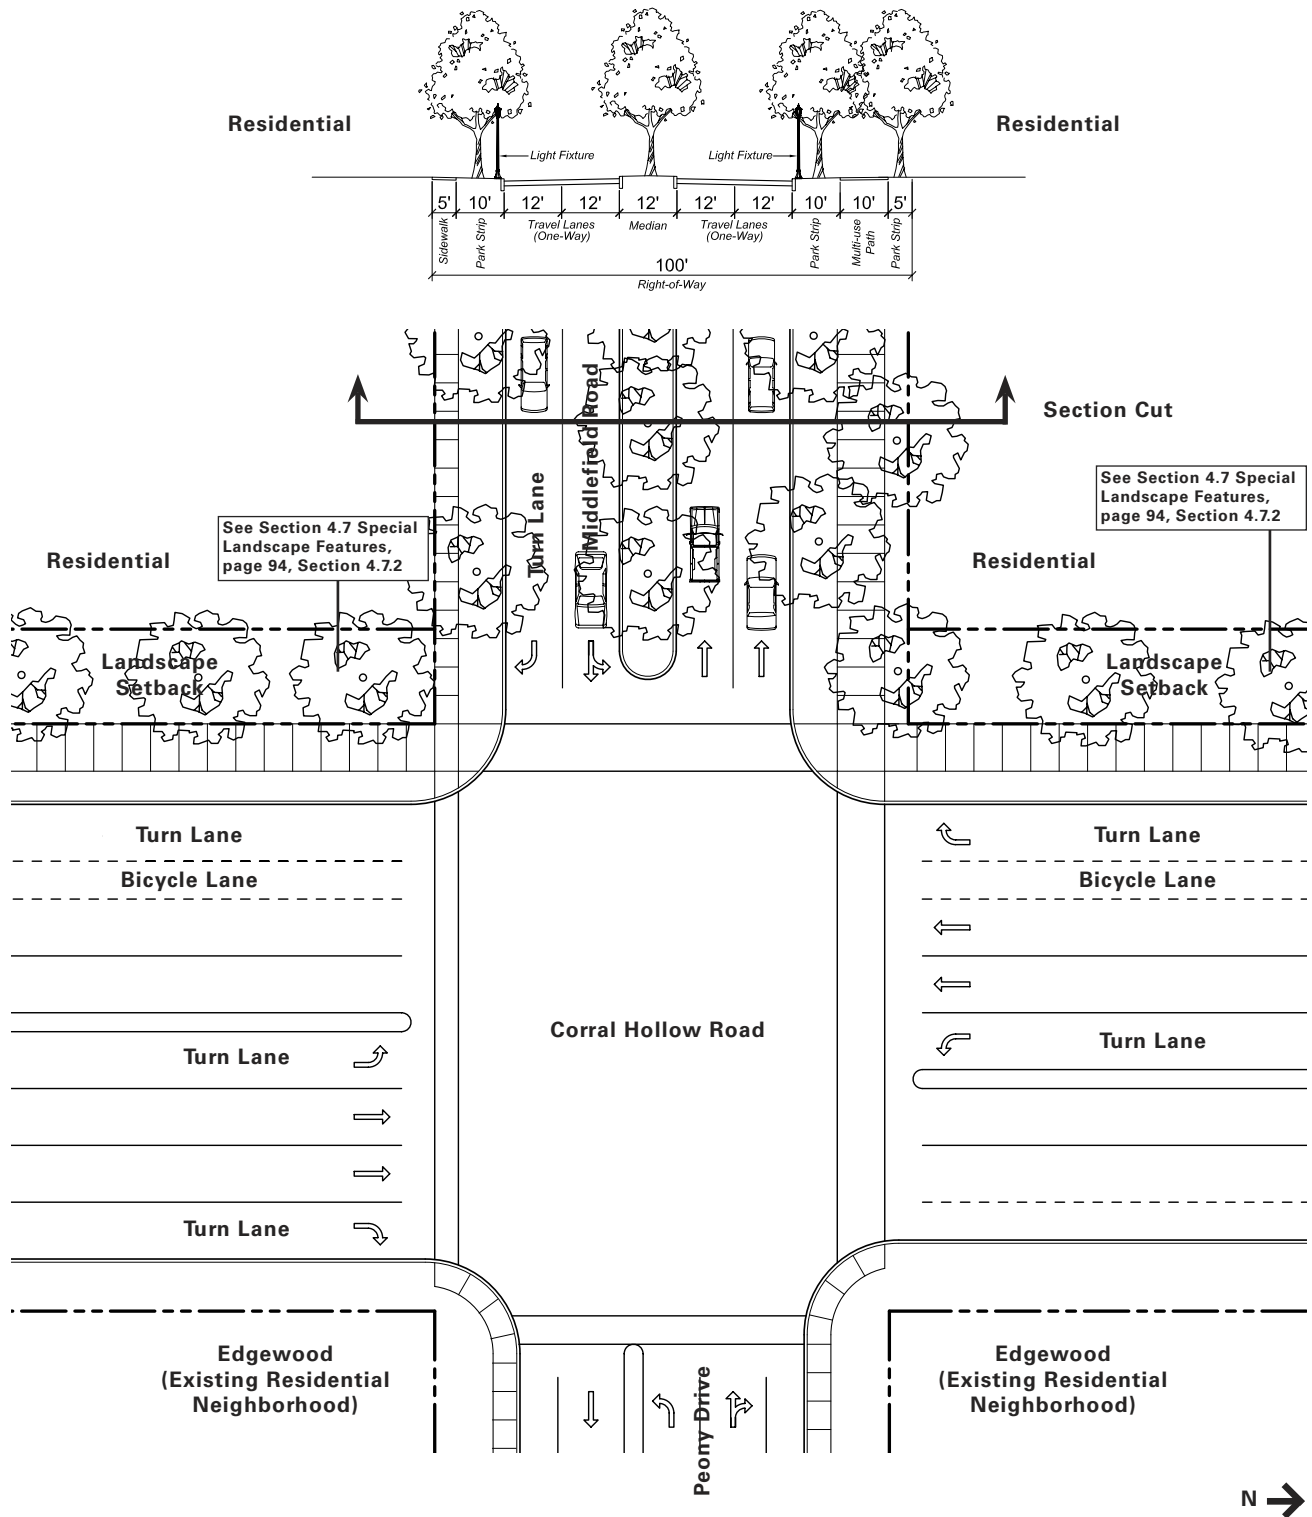 Residential
Residential
Light Fixture
Light Fixture
5'
10'
12'
12'
12'
12'
12'
10'
10'
5'
Sidewalk
Park Strip
Travel Lanes
(One-Way)
Median
Travel Lanes
(One-Way)
Park Strip
Multi-use
Path
Park Strip
100'
Right-of-Way
Middlefield Road
Turn Lane
Section Cut
See Section 4.7 Special
Landscape Features,
page 94, Section 4.7.2
See Section 4.7 Special
Landscape Features,
page 94, Section 4.7.2
Residential
Residential
Landscape
Setback
Landscape
Setback
Turn Lane
Turn Lane
Bicycle Lane
Bicycle Lane
Corral Hollow Road
Turn Lane
Turn Lane
Turn Lane
Edgewood
(Existing Residential
Neighborhood)
Peony Drive
Edgewood
(Existing Residential
Neighborhood)
N